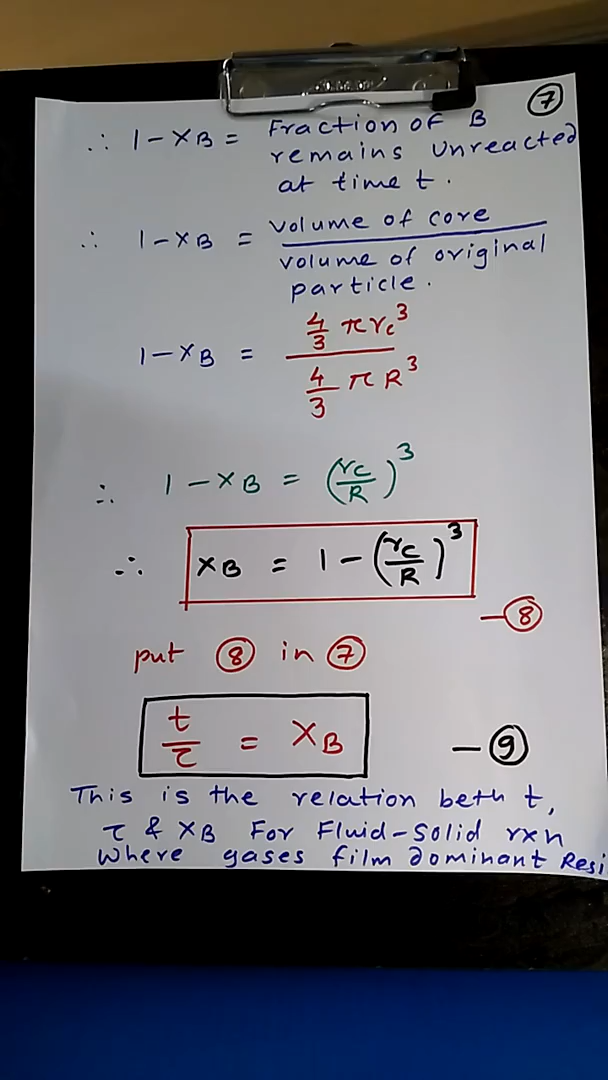 ⑦
∴ 1-XB = Fraction of B
remains unreacted
at time t.
∴ 1-XB = volume of core / volume of original
particle.
1-XB = 4/3 π rc³ / 4/3 π R³
∴ 1-XB = (rc/R)³
∴ XB = 1-(rc/R)³
-⑧
put ⑧ in ⑦
t/τ = XB -⑨
This is the relation betn t,
τ & XB For Fluid-Solid rxn
Where gases film dominant Resi